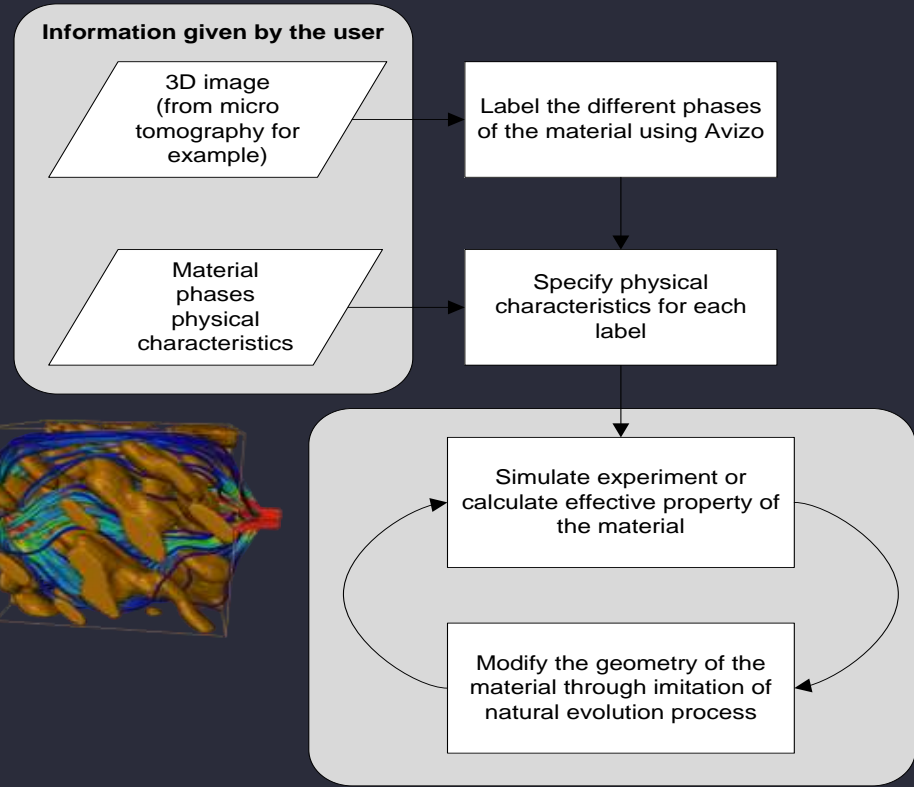 Information given by the user
3D image
(from micro
tomography for
example)
Label the different phases
of the material using Avizo
Material
phases
physical
characteristics
Specify physical
characteristics for each
label
Simulate experiment or
calculate effective property of
the material
Modify the geometry of the
material through imitation of
natural evolution process